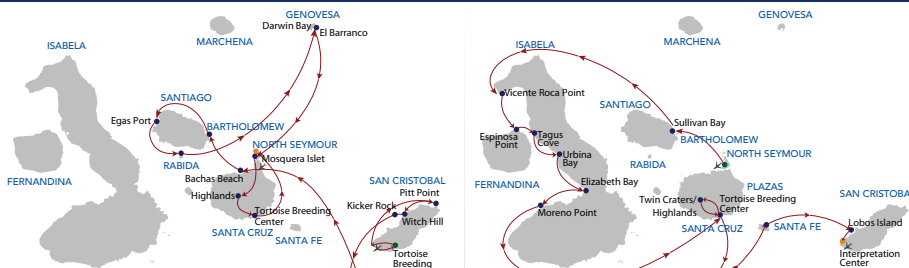 GENOVESA
Darwin Bay
El Barranco
MARCHENA
ISABELA
SANTIAGO
Egas Port
BARTHOLOMEW
NORTH SEYMOUR
Mosquera Islet
RABIDA
Bachas Beach
FERNANDINA
Highlands
Tortoise Breeding
Center
SANTA CRUZ
SANTA FE
SAN CRISTOBAL
Pitt Point
Kicker Rock
Witch Hill
Tortoise
Breeding
GENOVESA
MARCHENA
ISABELA
Vicente Roca Point
SANTIAGO
Sullivan Bay
Espinosa
Point
Tagus
Cove
BARTHOLOMEW
NORTH SEYMOUR
Urbina
Bay
RABIDA
FERNANDINA
Elizabeth Bay
PLAZAS
Twin Craters/
Highlands
Tortoise Breeding
Center
Moreno Point
SANTA CRUZ
SANTA FE
SAN CRISTOBA
Lobos Island
Interpretation
Center